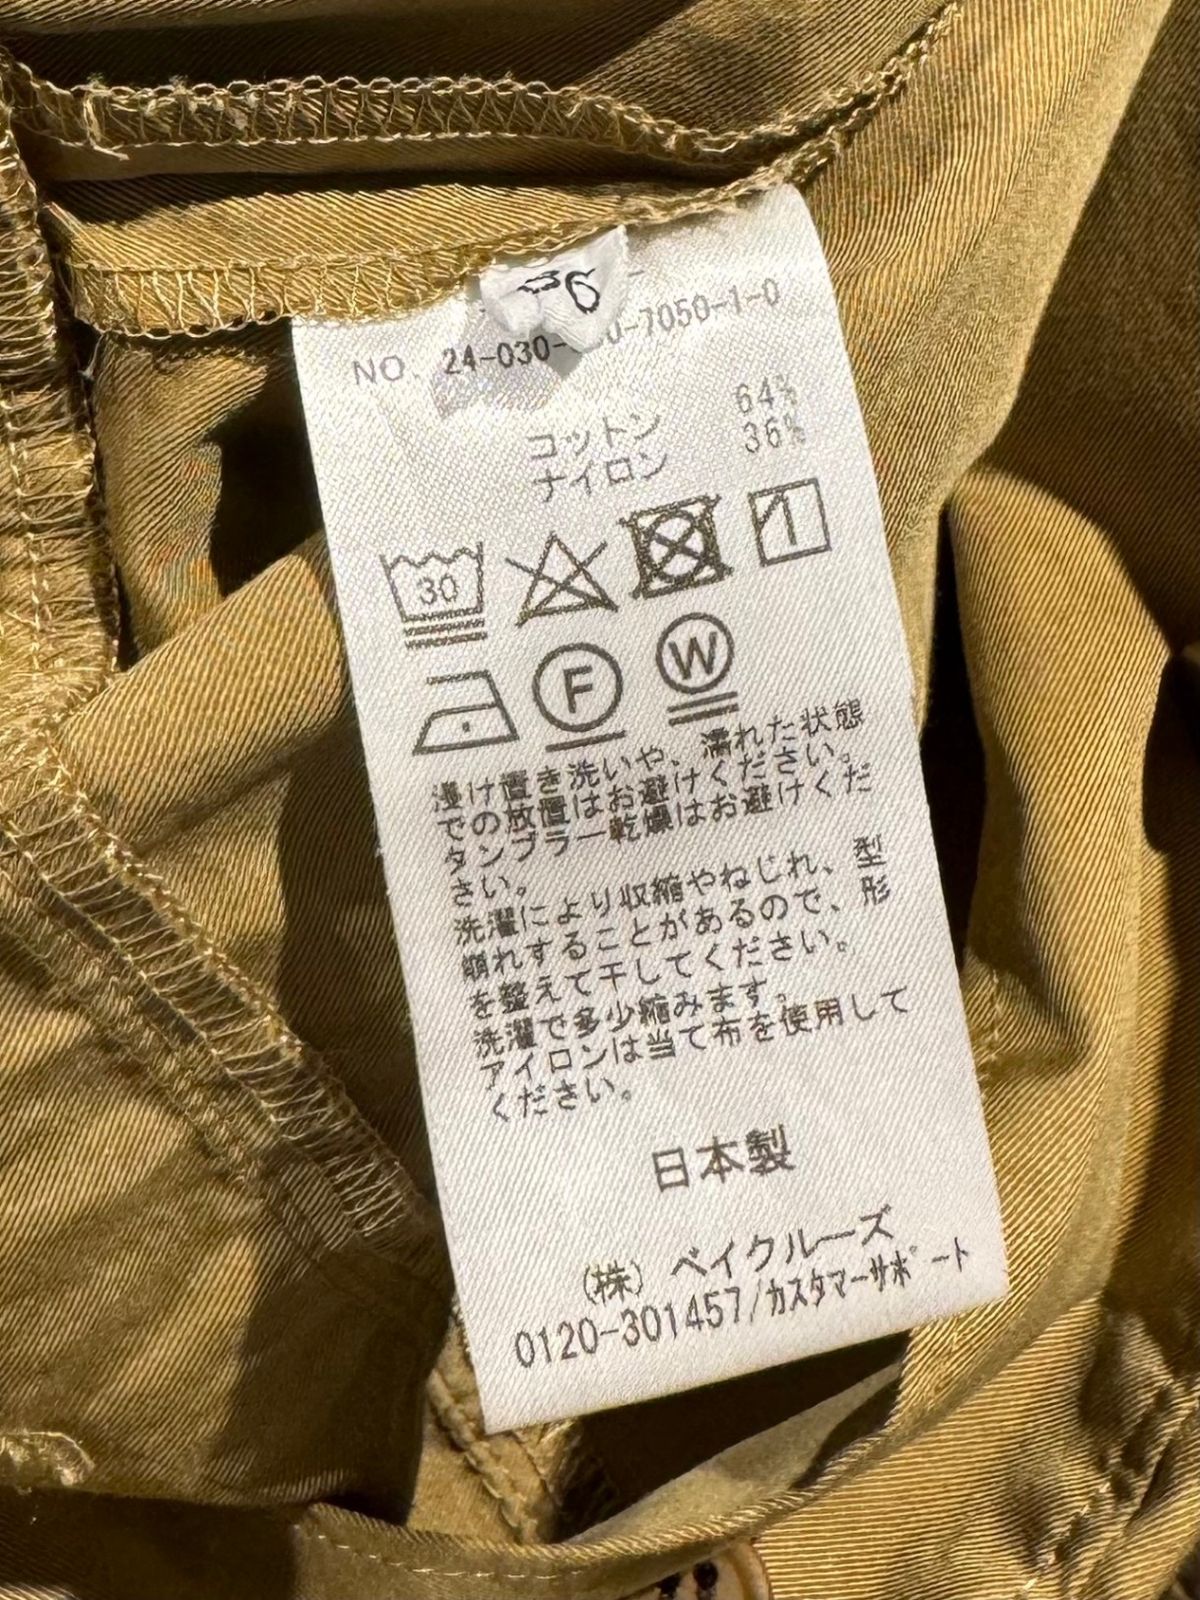 36
NO. 24-030- 0-7050-1-0
コットン 64%
ナイロン 36%
30
F
W
浸け置き洗いや、濡れた状態
での放置はお避けください。
タンブラー乾燥はお避けくだ
さい。
洗濯により収縮やねじれ、型
崩れすることがあるので、形
を整えて干してください。
洗濯で多少縮みます。
アイロンは当て布を使用して
ください。
日本製
(株) ベイクルーズ
0120-301457/カスタマーサポート